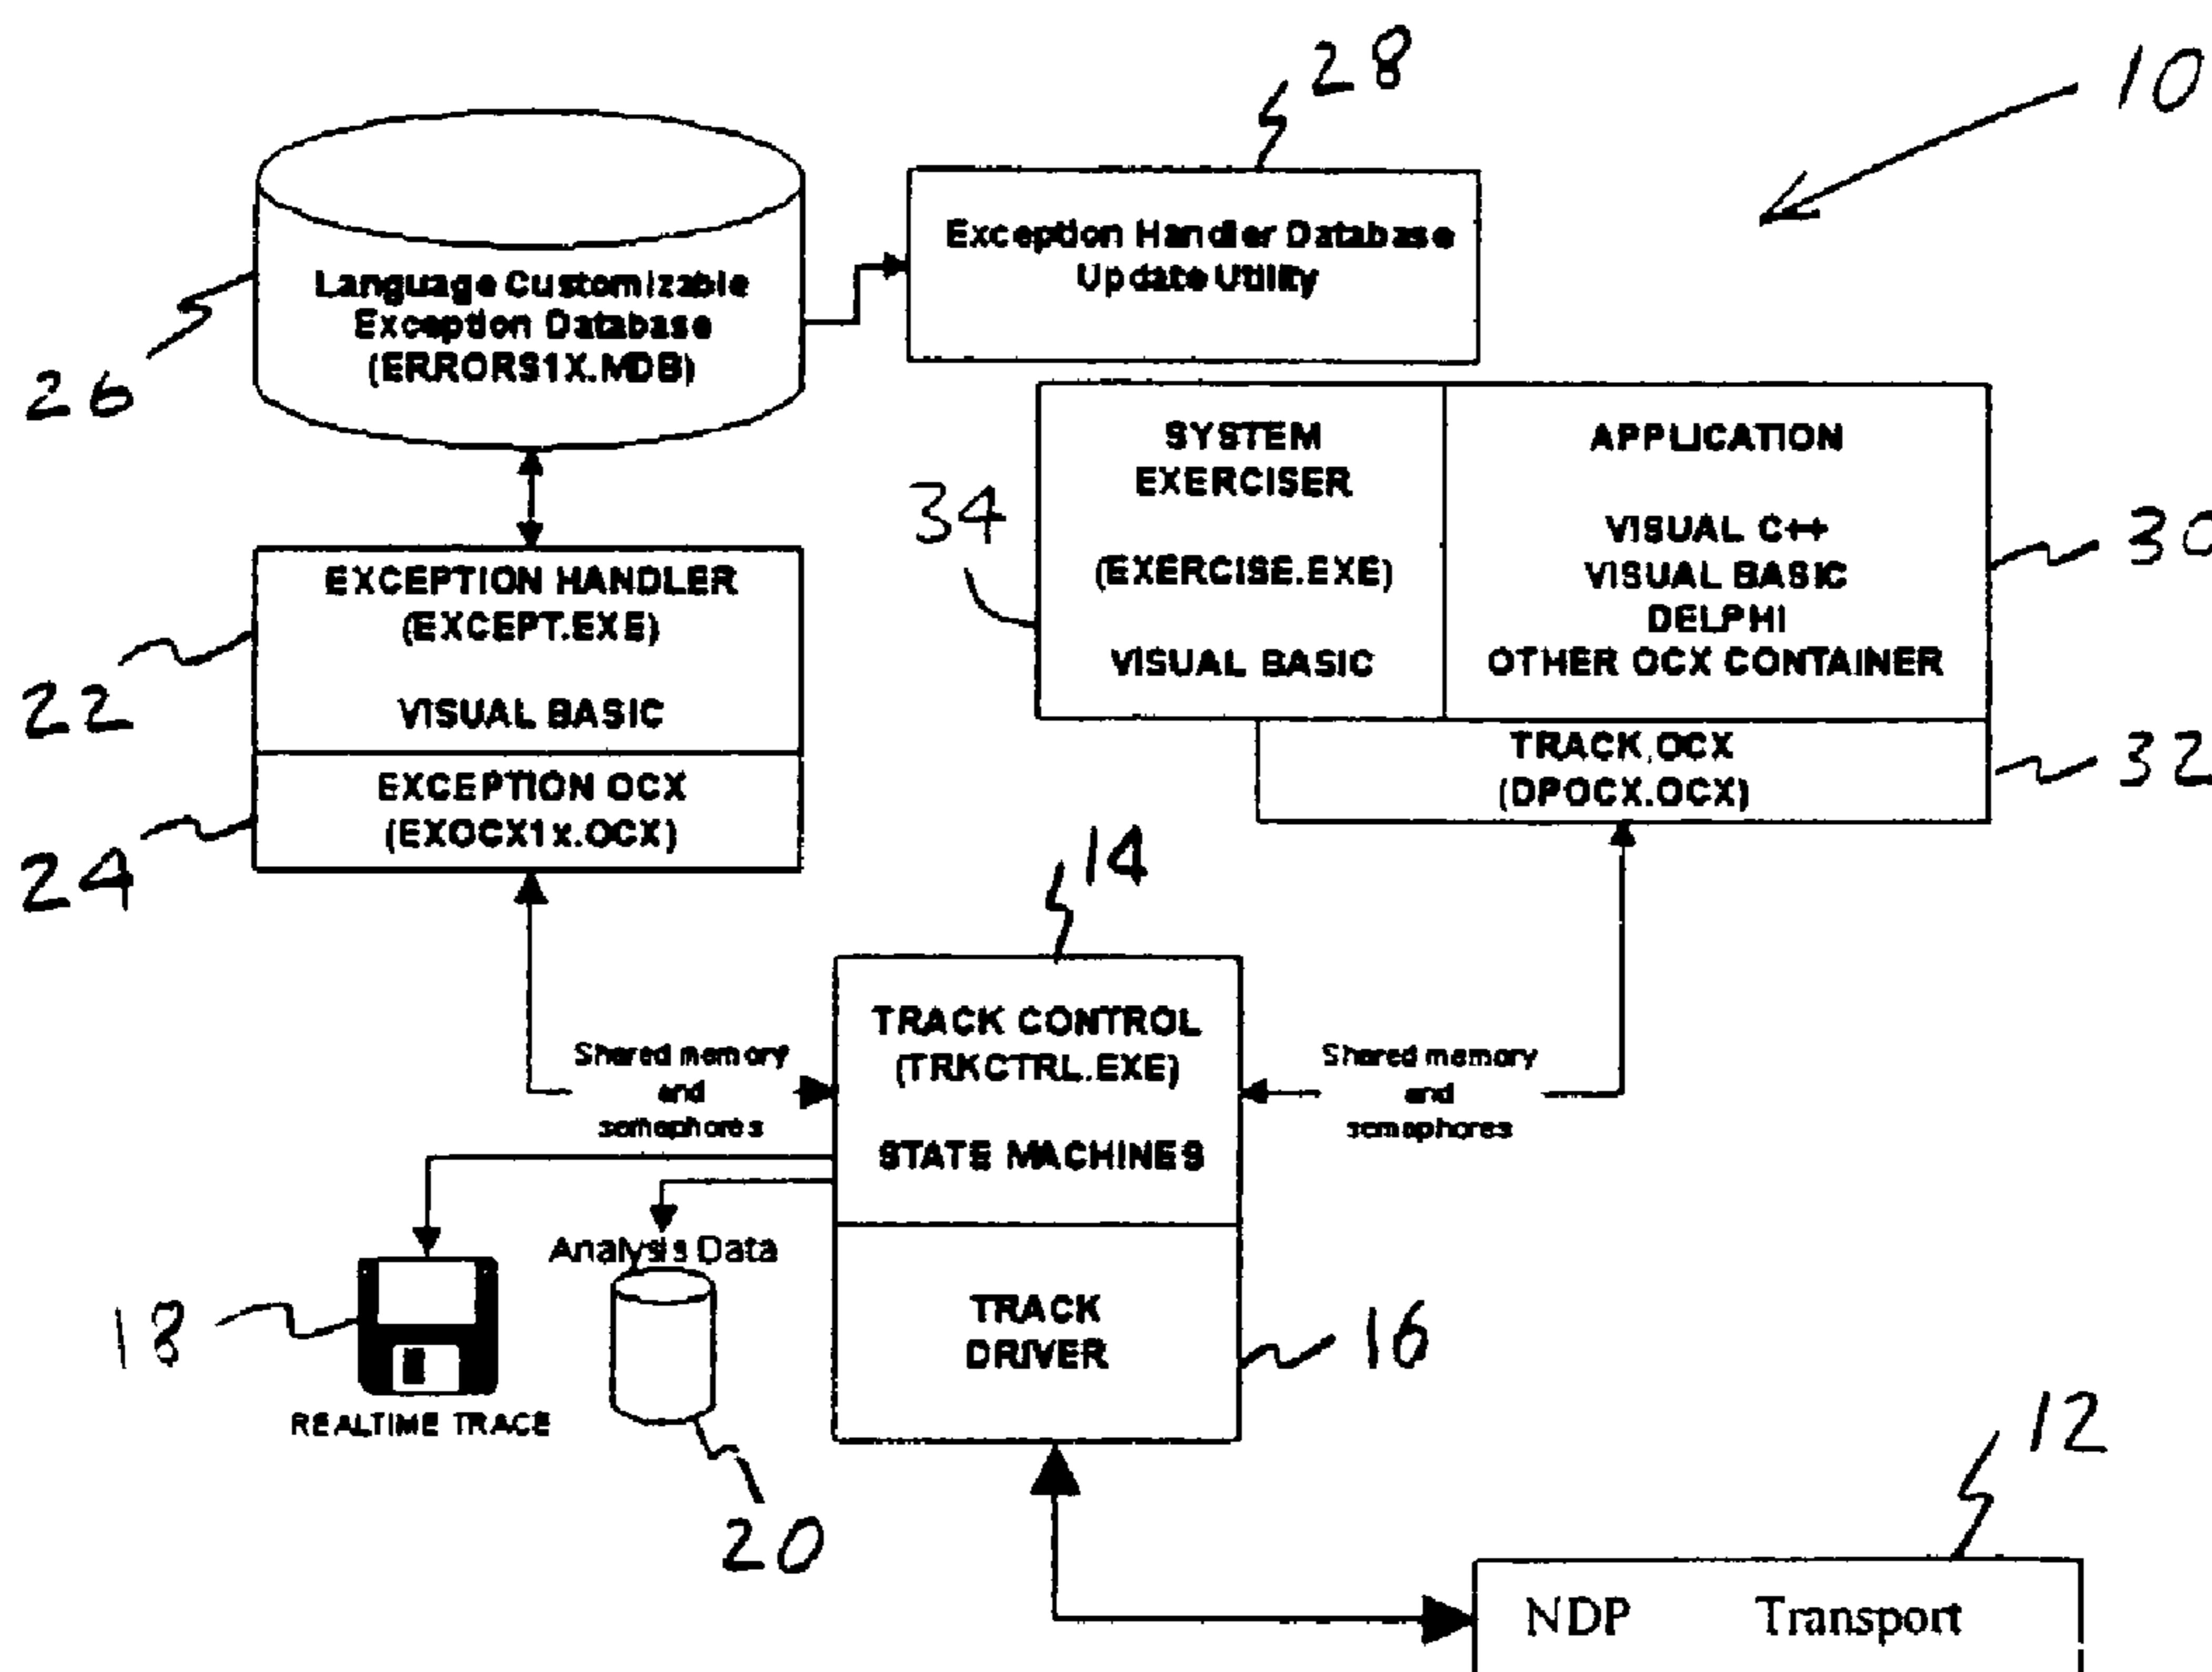 28
10
Exception Handler Database
Update Utility
Language Customizable
Exception Database
(ERRORS1X.MDB)
26
SYSTEM
EXERCISER
(EXERCISE.EXE)
VISUAL BASIC
34
APPLICATION
VISUAL C++
VISUAL BASIC
DELPHI
OTHER OCX CONTAINER
30
EXCEPTION HANDLER
(EXCEPT.EXE)
VISUAL BASIC
22
TRACK.OCX
(DPOCX.OCX)
32
EXCEPTION OCX
(EXOCX1x.OCX)
24
14
TRACK CONTROL
(TRKCTRL.EXE)
STATE MACHINES
Shared memory
and
semaphores
Shared memory
and
semaphores
Analysis Data
TRACK
DRIVER
16
18
REALTIME TRACE
20
12
NDP Transport